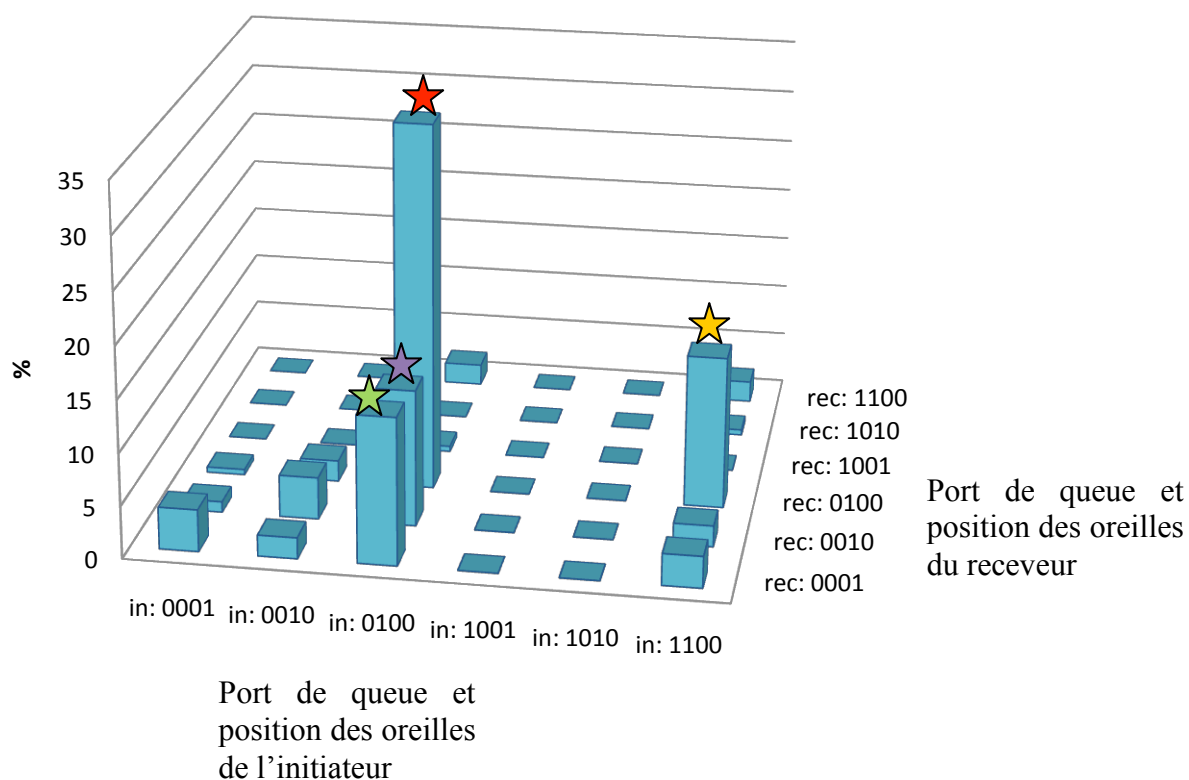 35
30
25
20
15
10
5
0
%
rec: 1100
rec: 1010
rec: 1001
rec: 0100
rec: 0010
rec: 0001
Port de queue et
position des oreilles
du receveur
in: 0001
in: 0010
in: 0100
in: 1001
in: 1010
in: 1100
Port de queue et
position des oreilles
de l’initiateur